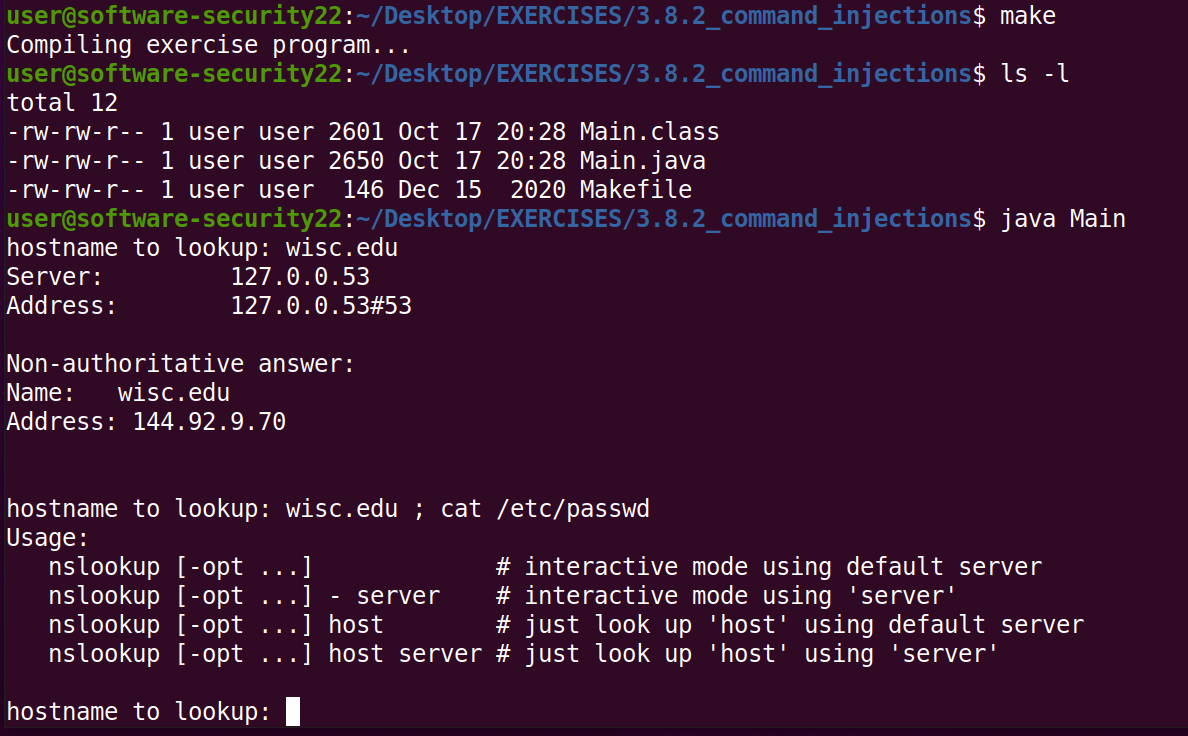 user@software-security22:~/Desktop/EXERCISES/3.8.2_command_injections$ make
Compiling exercise program...
user@software-security22:~/Desktop/EXERCISES/3.8.2_command_injections$ ls -l
total 12
-rw-rw-r-- 1 user user 2601 Oct 17 20:28 Main.class
-rw-rw-r-- 1 user user 2650 Oct 17 20:28 Main.java
-rw-rw-r-- 1 user user  146 Dec 15  2020 Makefile
user@software-security22:~/Desktop/EXERCISES/3.8.2_command_injections$ java Main
hostname to lookup: wisc.edu
Server:         127.0.0.53
Address:        127.0.0.53#53

Non-authoritative answer:
Name:   wisc.edu
Address: 144.92.9.70


hostname to lookup: wisc.edu ; cat /etc/passwd
Usage:
   nslookup [-opt ...]             # interactive mode using default server
   nslookup [-opt ...] - server    # interactive mode using 'server'
   nslookup [-opt ...] host        # just look up 'host' using default server
   nslookup [-opt ...] host server # just look up 'host' using 'server'

hostname to lookup: